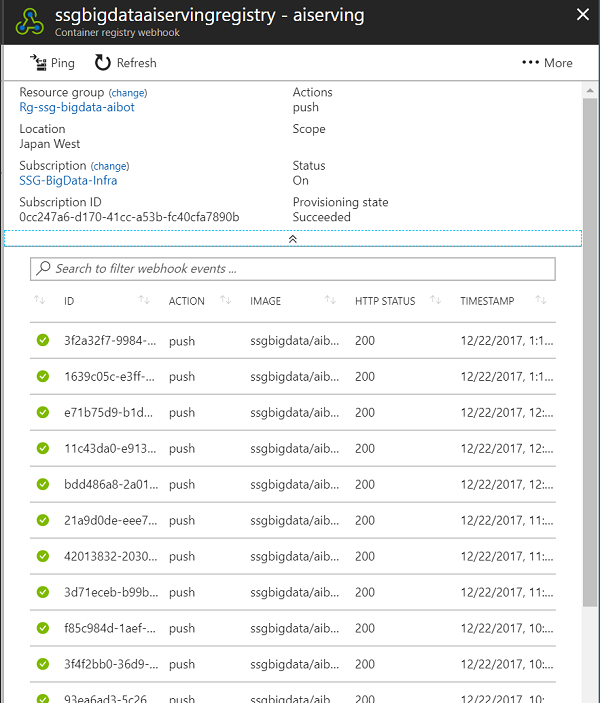 ssgbigdataaiservingregistry - aiserving
Container registry webhook
Ping Refresh More
Resource group (change)
Rg-ssg-bigdata-aibot
Actions
push
Location
Japan West
Scope
Subscription (change)
SSG-BigData-Infra
Status
On
Subscription ID
0cc247a6-d170-41cc-a53b-fc40cfa7890b
Provisioning state
Succeeded
Search to filter webhook events ...
ID ACTION IMAGE HTTP STATUS TIMESTAMP
3f2a32f7-9984-... push ssgbigdata/aib... 200 12/22/2017, 1:1...
1639c05c-e3ff-... push ssgbigdata/aib... 200 12/22/2017, 1:1...
e71b75d9-b1d... push ssgbigdata/aib... 200 12/22/2017, 12:...
11c43da0-e913... push ssgbigdata/aib... 200 12/22/2017, 12:...
bdd486a8-2a01... push ssgbigdata/aib... 200 12/22/2017, 12:...
21a9d0de-eee7... push ssgbigdata/aib... 200 12/22/2017, 11:...
42013832-2030... push ssgbigdata/aib... 200 12/22/2017, 11:...
3d71eceb-b99b... push ssgbigdata/aib... 200 12/22/2017, 11:...
f85c984d-1aef-... push ssgbigdata/aib... 200 12/22/2017, 10:...
3f4f2bb0-36d9-... push ssgbigdata/aib... 200 12/22/2017, 10:...
93ea6ad3-5c26... push ssgbigdata/aib... 200 12/22/2017, 10:...